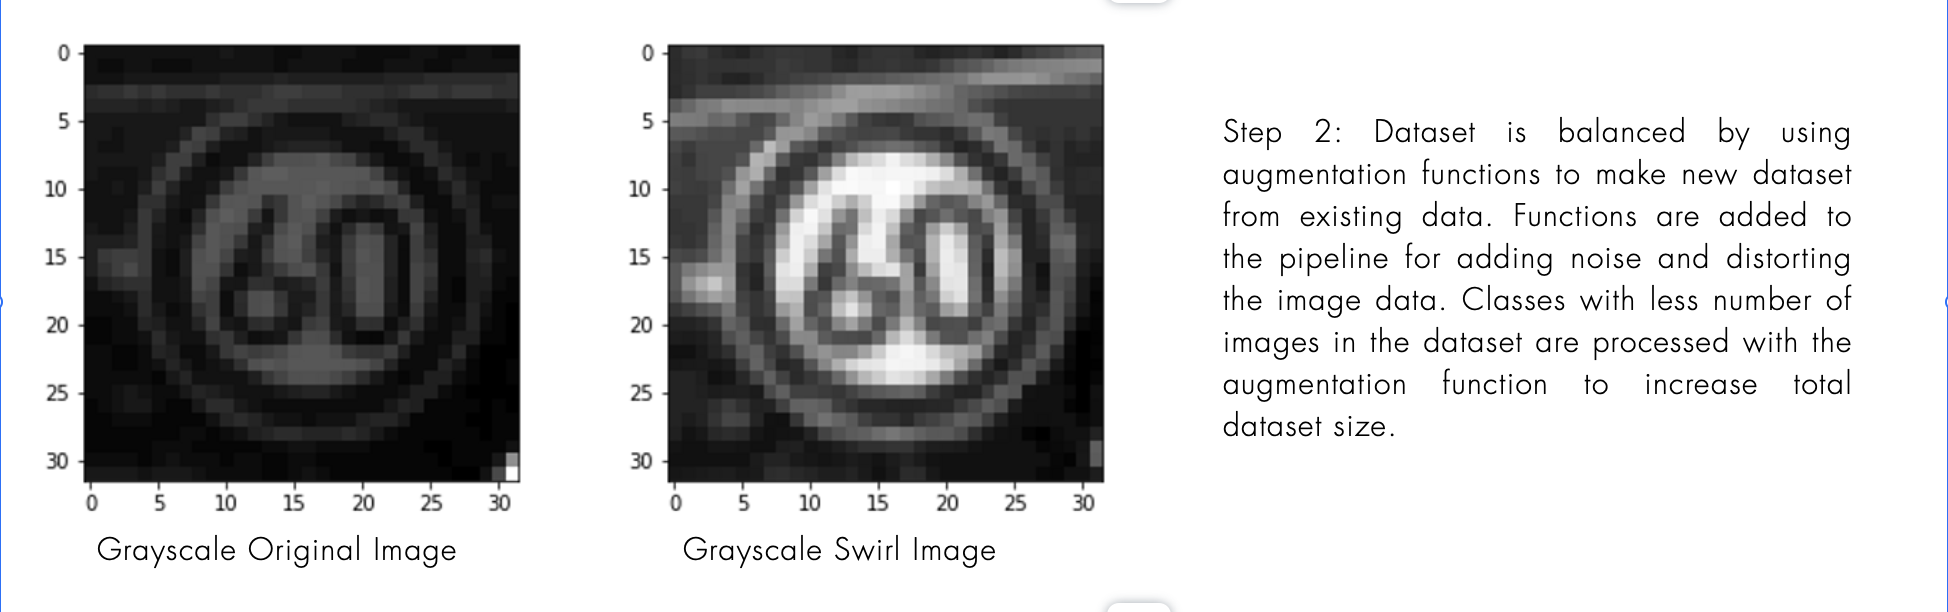 0
5
10
15
20
25
30
0 5 10 15 20 25 30
60
Grayscale Original Image
0
5
10
15
20
25
30
0 5 10 15 20 25 30
60
Grayscale Swirl Image
Step 2: Dataset is balanced by using
augmentation functions to make new dataset
from existing data. Functions are added to
the pipeline for adding noise and distorting
the image data. Classes with less number of
images in the dataset are processed with the
augmentation function to increase total
dataset size.